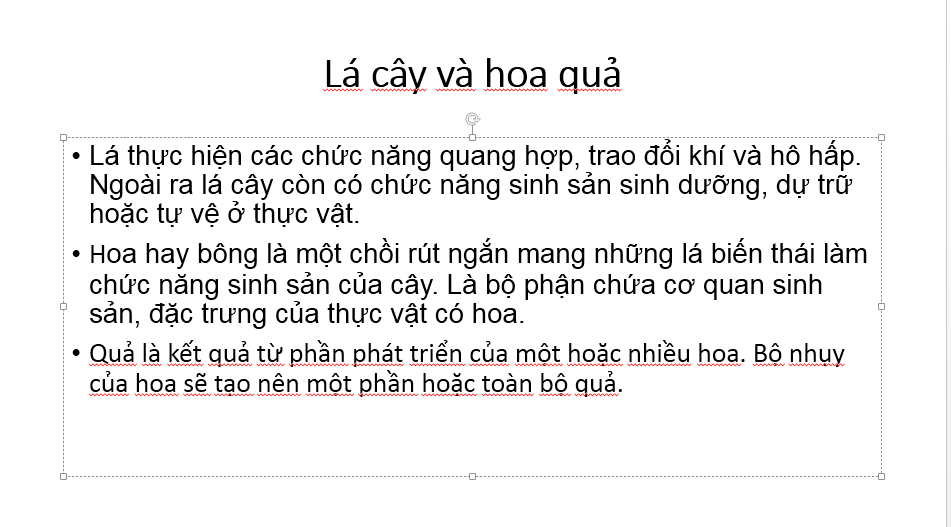 Lá cây và hoa quả
• Lá thực hiện các chức năng quang hợp, trao đổi khí và hô hấp.
Ngoài ra lá cây còn có chức năng sinh sản sinh dưỡng, dự trữ
hoặc tự vệ ở thực vật.
• Hoa hay bông là một chồi rút ngắn mang những lá biến thái làm
chức năng sinh sản của cây. Là bộ phận chứa cơ quan sinh
sản, đặc trưng của thực vật có hoa.
• Quả là kết quả từ phần phát triển của một hoặc nhiều hoa. Bộ nhụy
của hoa sẽ tạo nên một phần hoặc toàn bộ quả.